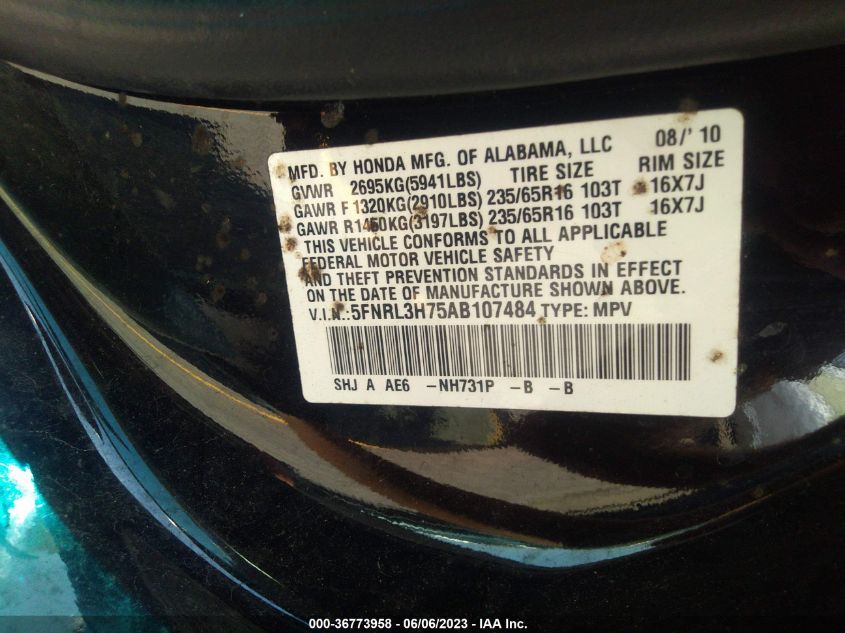 MFD. BY HONDA MFG. OF ALABAMA, LLC 08/' 10
GVWR 2695KG(5941LBS) TIRE SIZE RIM SIZE
GAWR F1320KG(2910LBS) 235/65R16 103T 16X7J
GAWR R1450KG(3197LBS) 235/65R16 103T 16X7J
THIS VEHICLE CONFORMS TO ALL APPLICABLE
FEDERAL MOTOR VEHICLE SAFETY
AND THEFT PREVENTION STANDARDS IN EFFECT
ON THE DATE OF MANUFACTURE SHOWN ABOVE.
V.I.N.:5FNRL3H75AB107484 TYPE: MPV
SHJ A AE6 -NH731P -B -B
000-36773958 - 06/06/2023 - IAA Inc.